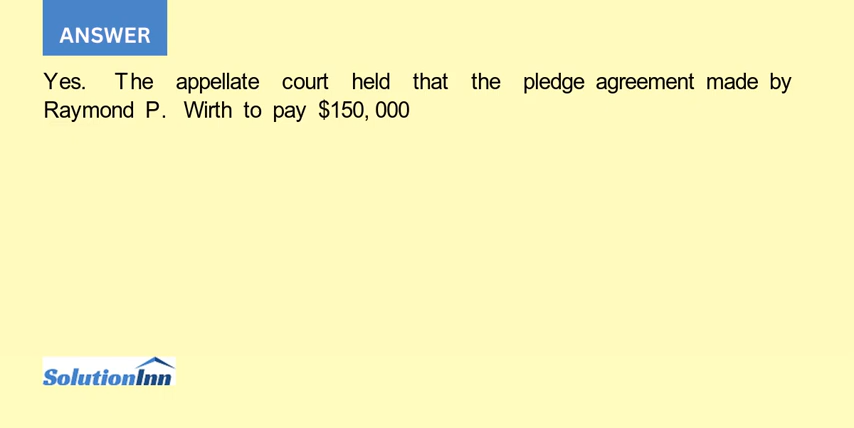 ANSWER
Yes. The appellate court held that the pledge agreement made by
Raymond P. Wirth to pay $150, 000
SolutionInn